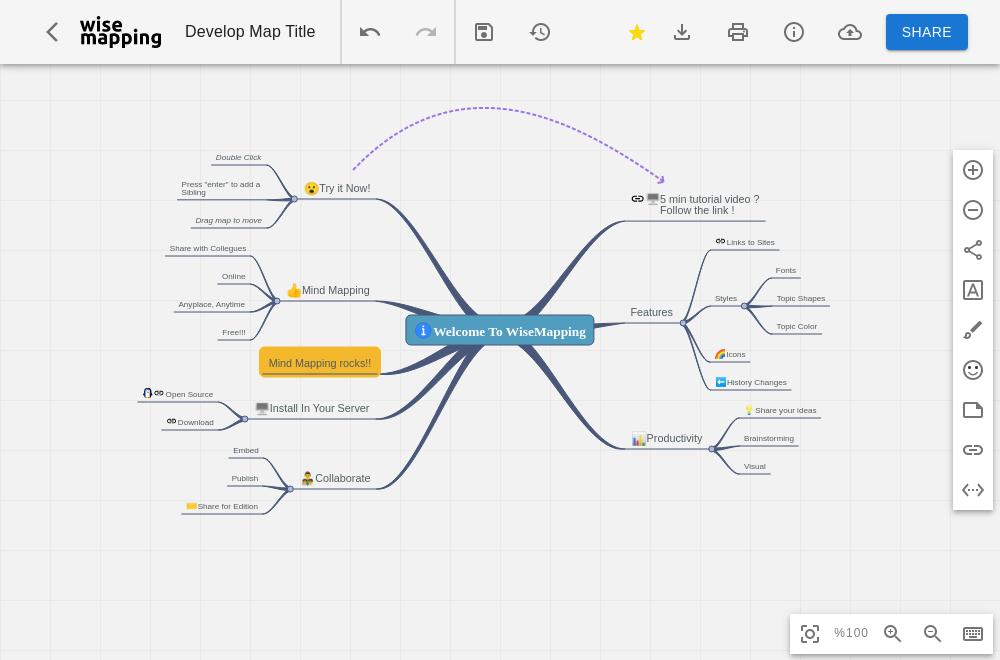 wise
mapping
Develop Map Title
SHARE
Double Click
Press "enter" to add a
Sibling
Drag map to move
😮Try it Now!
Share with Collegues
Online
Anyplace, Anytime
Free!!!
👍Mind Mapping
Mind Mapping rocks!!
Open Source
Download
Install In Your Server
Embed
Publish
Share for Edition
Collaborate
Welcome To WiseMapping
5 min tutorial video ?
Follow the link !
Features
Links to Sites
Styles
Fonts
Topic Shapes
Topic Color
Icons
History Changes
Productivity
Share your ideas
Brainstorming
Visual
%100